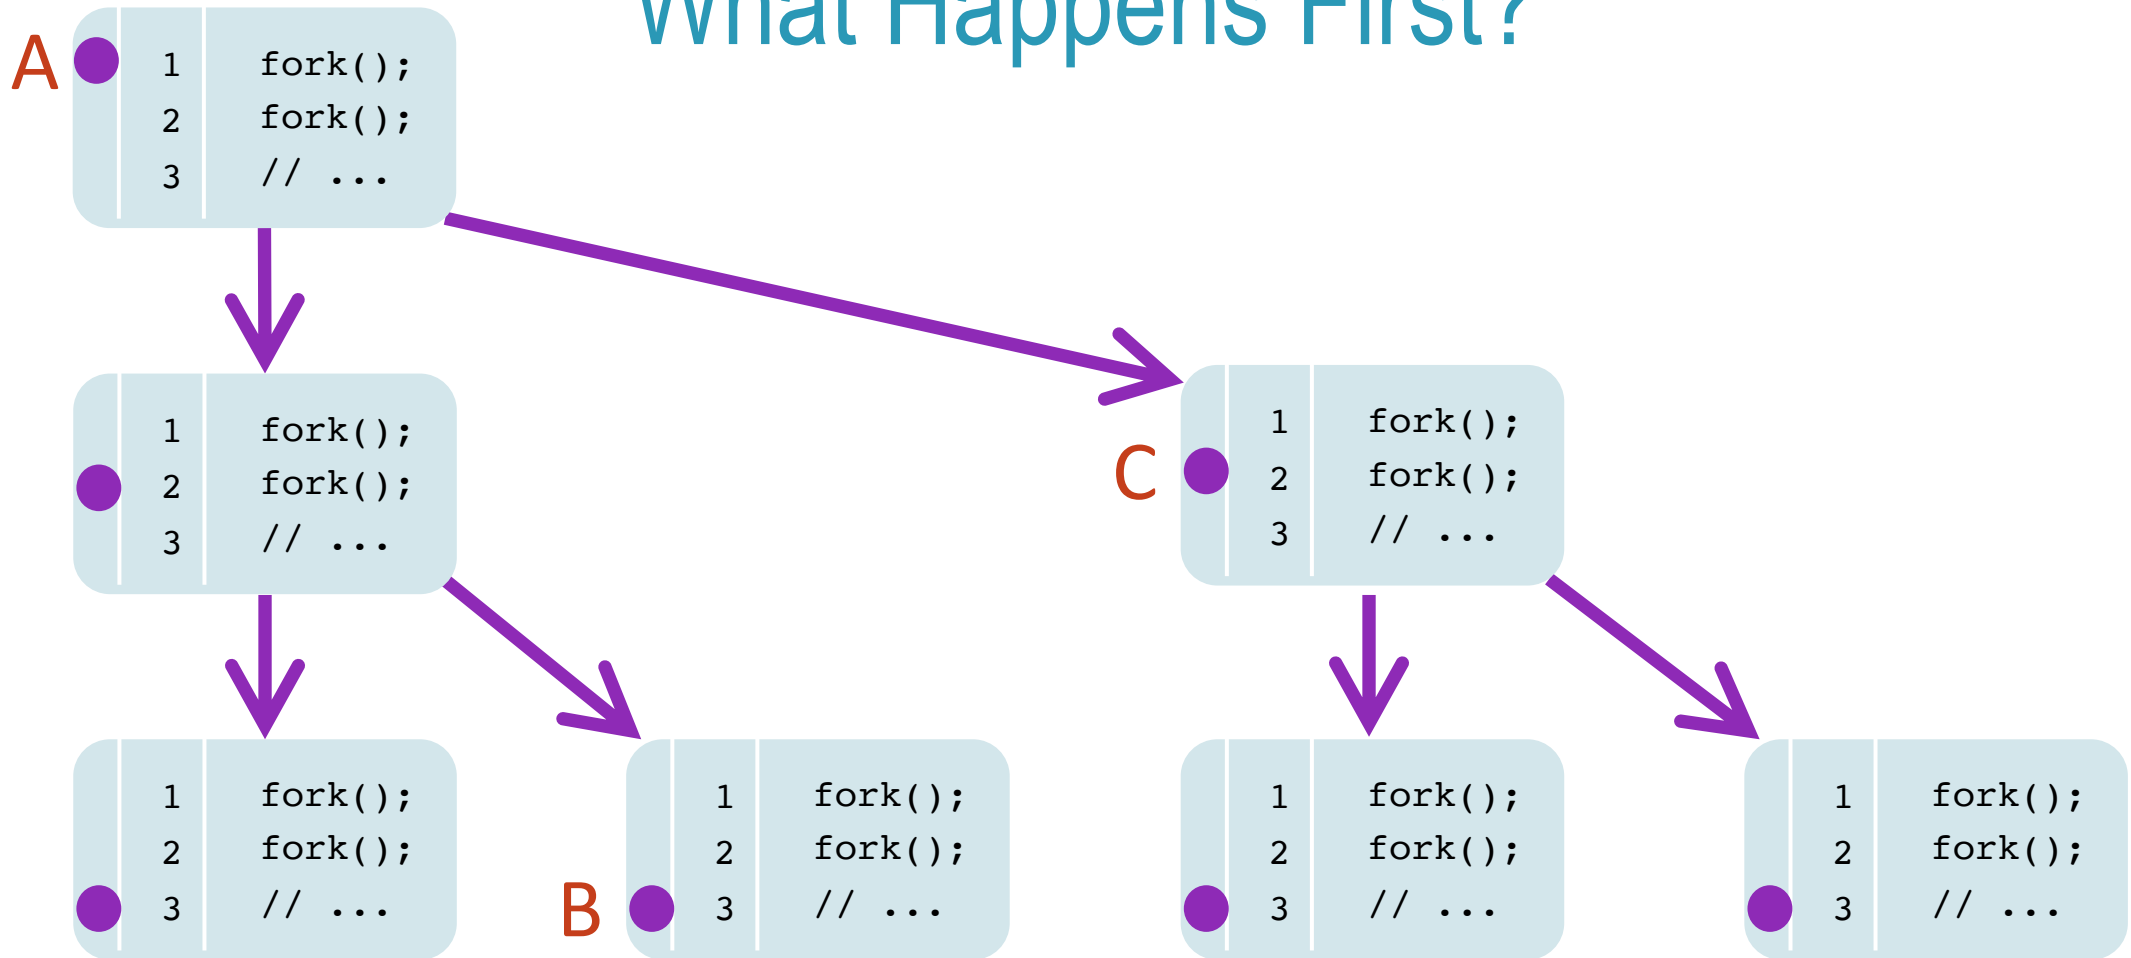 What Happens First?
A
1 fork();
2 fork();
3 // ...
1 fork();
2 fork();
3 // ...
C
1 fork();
2 fork();
3 // ...
1 fork();
2 fork();
3 // ...
B
1 fork();
2 fork();
3 // ...
1 fork();
2 fork();
3 // ...
1 fork();
2 fork();
3 // ...